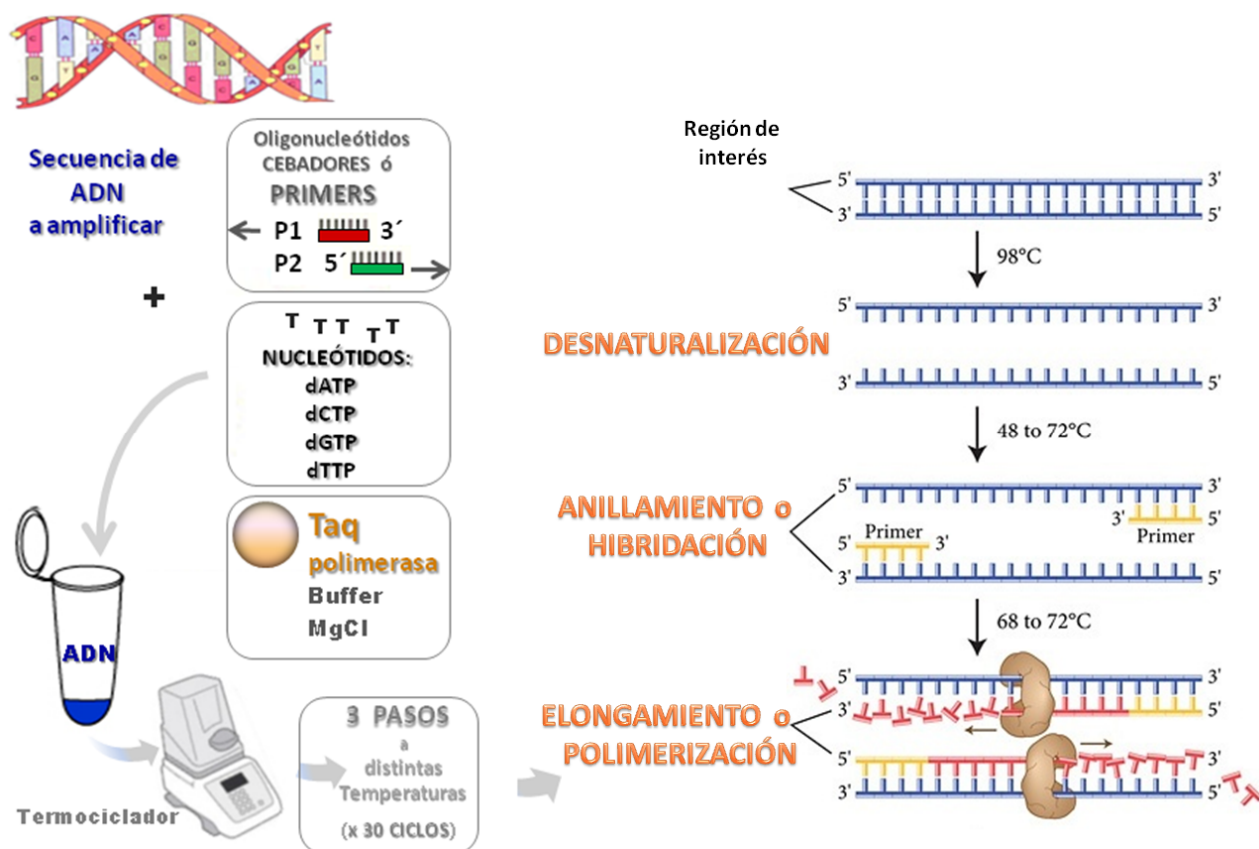 Secuencia de
ADN
a amplificar
+
Oligonucleótidos
CEBADORES ó
PRIMERS
P1 3´
P2 5´
T T T T T
NUCLEÓTIDOS:
dATP
dCTP
dGTP
dTTP
Taq
polimerasa
Buffer
MgCl
ADN
Termociclador
3 PASOS
a
distintas
Temperaturas
(x 30 CICLOS)
Región de
interés
5' 3'
3' 5'
98°C
DESNATURALIZACIÓN
5' 3'
3' 5'
48 to 72°C
ANILLAMIENTO o
HIBRIDACIÓN
5' 3'
3' 5'
Primer
Primer
5' 3'
3' 5'
68 to 72°C
ELONGAMIENTO o
POLIMERIZACIÓN
5' 3'
3' 5'
5' 3'
3' 5'